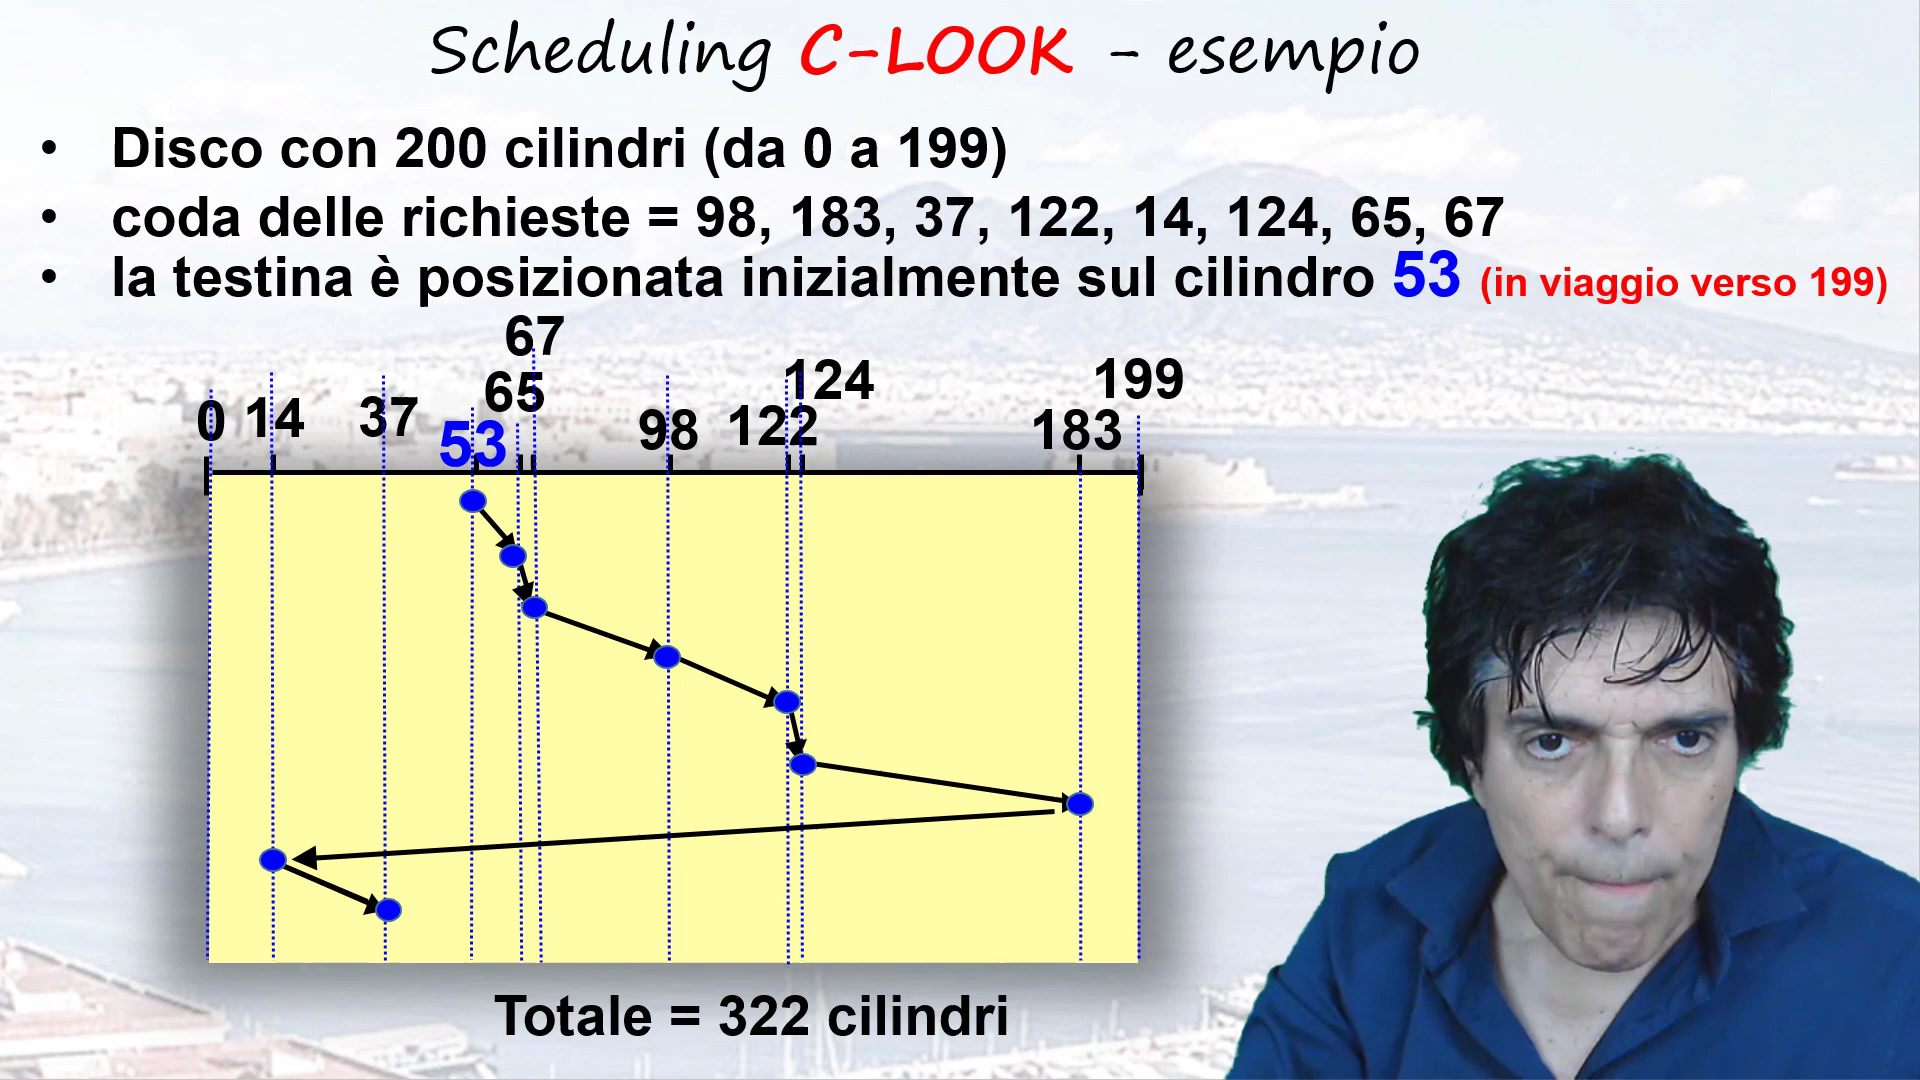 Scheduling C-LOOK - esempio
• Disco con 200 cilindri (da 0 a 199)
• coda delle richieste = 98, 183, 37, 122, 14, 124, 65, 67
• la testina è posizionata inizialmente sul cilindro 53 (in viaggio verso 199)
67
65
124
199
0 14 37 53 98 122 183
Totale = 322 cilindri